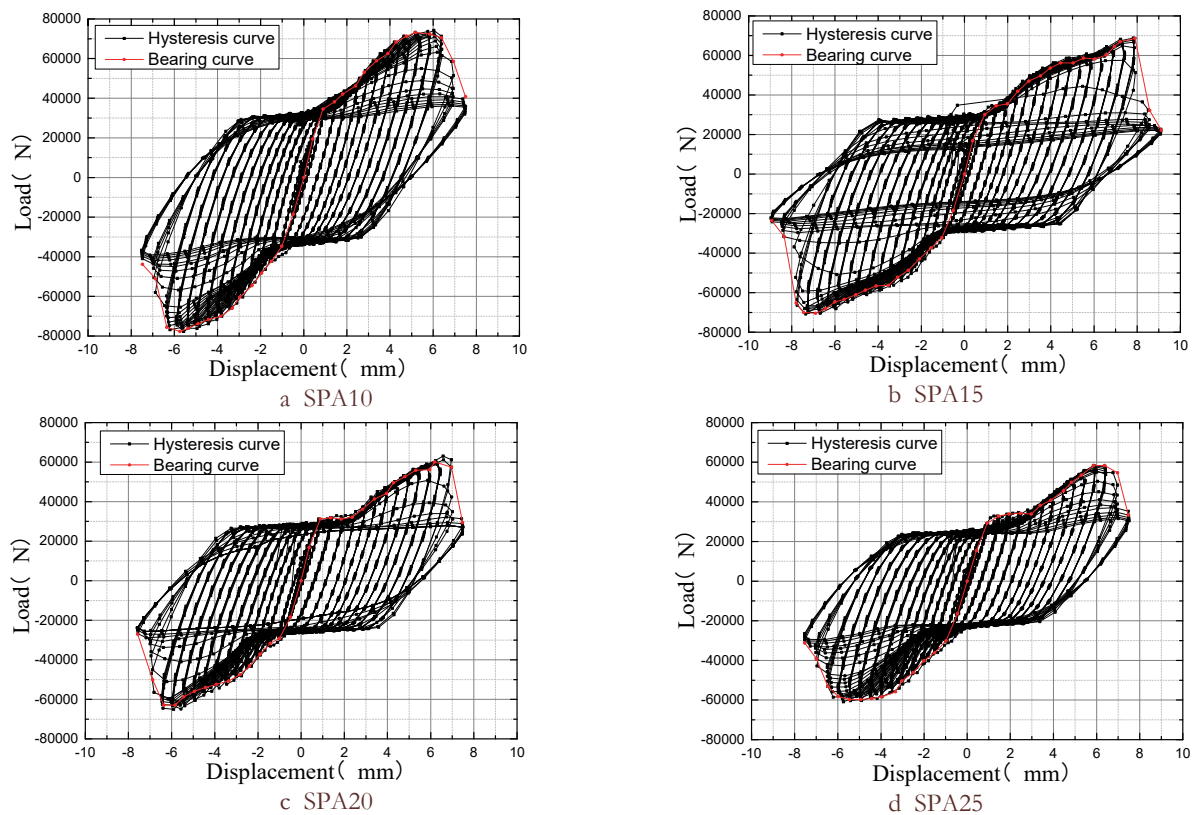 80000
60000
40000
20000
0
-20000
-40000
-60000
-80000
Load( N)
Hysteresis curve
Bearing curve
-10 -8 -6 -4 -2 0 2 4 6 8 10
Displacement( mm)
a SPA10
80000
60000
40000
20000
0
-20000
-40000
-60000
-80000
Load( N)
Hysteresis curve
Bearing curve
-10 -8 -6 -4 -2 0 2 4 6 8 10
Displacement( mm)
b SPA15
80000
60000
40000
20000
0
-20000
-40000
-60000
-80000
Load( N)
Hysteresis curve
Bearing curve
-10 -8 -6 -4 -2 0 2 4 6 8 10
Displacement( mm)
c SPA20
80000
60000
40000
20000
0
-20000
-40000
-60000
-80000
Load( N)
Hysteresis curve
Bearing curve
-10 -8 -6 -4 -2 0 2 4 6 8 10
Displacement( mm)
d SPA25